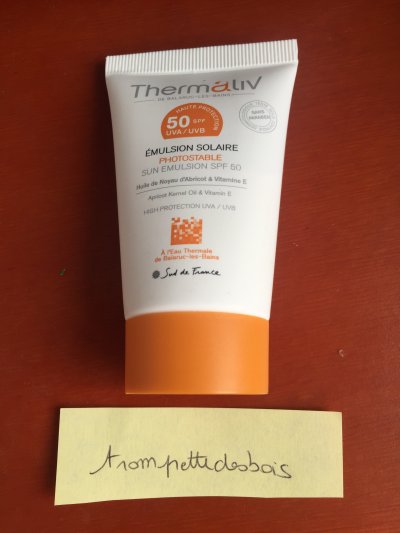 Thermaliv
DE BALARUC-LES-BAINS
HAUTE PROTECTION
50 SPF
UVA / UVB
SANS
PARABEN
ÉMULSION SOLAIRE
PHOTOSTABLE
SUN EMULSION SPF 50
Huile de Noyau d'Abricot & Vitamine E
Apricot Kernel Oil & Vitamin E
HIGH PROTECTION UVA / UVB
À l'Eau Thermale
de Balaruc-les-Bains
Sud de France
trompettedesbois